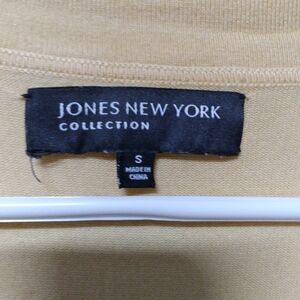 JONES NEW YORK
COLLECTION
S
MADE IN
CHINA